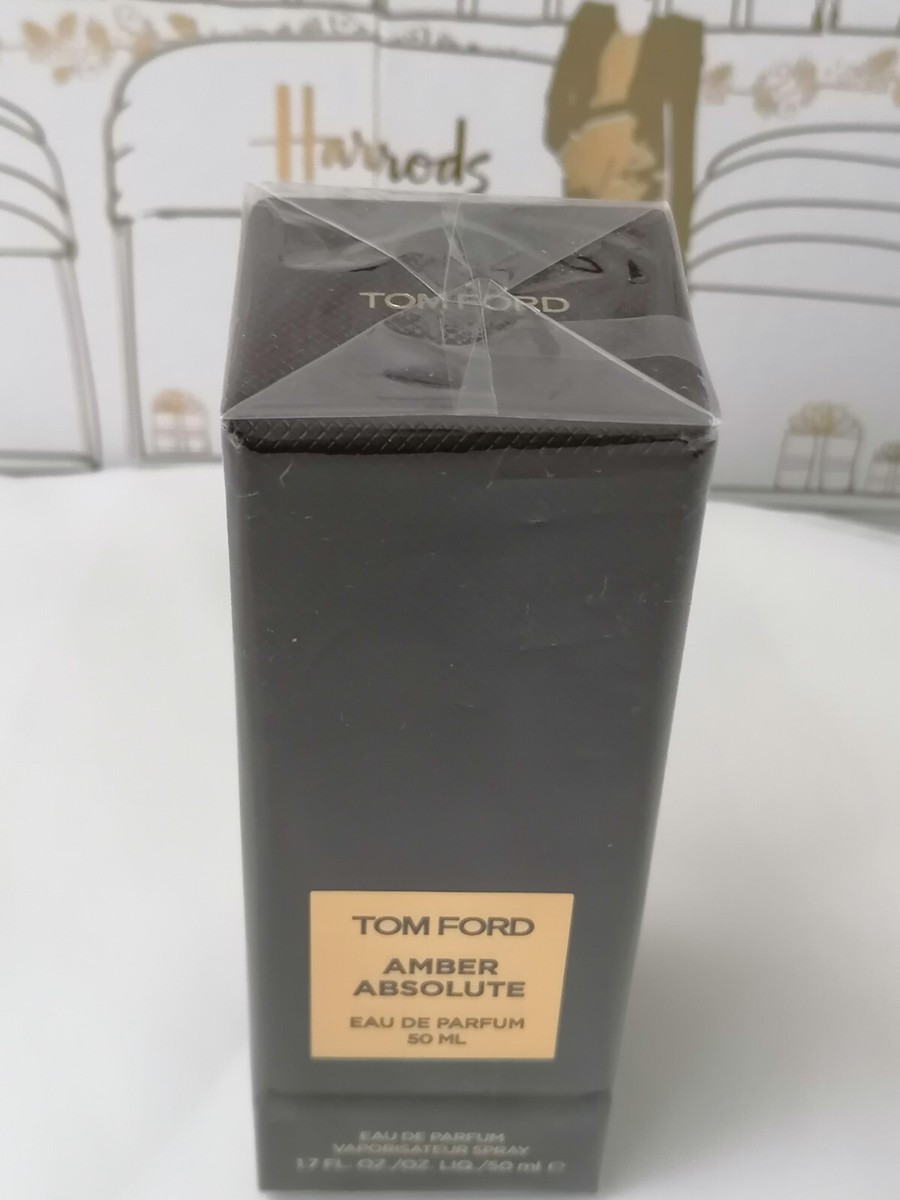 Harrods
TOM FORD
TOM FORD
AMBER
ABSOLUTE
EAU DE PARFUM
50 ML
EAU DE PARFUM
VAPORISATEUR SPRAY
1.7 FL. OZ./OZ. LIQ./50 ml ℮